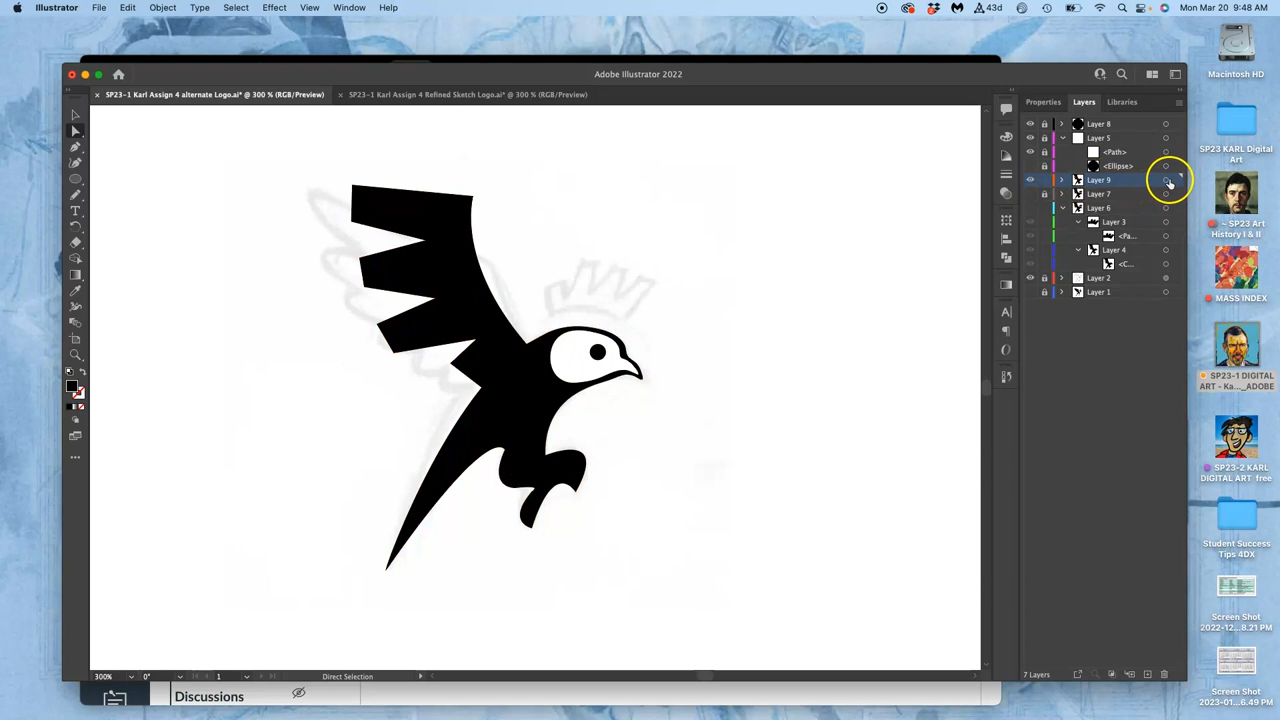 Illustrator File Edit Object Type Select Effect View Window Help
43d
Mon Mar 20 9:48 AM
Adobe Illustrator 2022
× SP23-1 Karl Assign 4 alternate Logo.ai* @ 300 % (RGB/Preview)
× SP23-1 Karl Assign 4 Refined Sketch Logo.ai* @ 300 % (RGB/Preview)
Properties Layers Libraries
Layer 8
Layer 5
<Path>
<Ellipse>
Layer 9
Layer 7
Layer 6
Layer 3
<Pa...
Layer 4
<C...
Layer 2
Layer 1
300%
0°
1
Direct Selection
7 Layers
Discussions
Macintosh HD
SP23 KARL Digital
Art
~ SP23 Art
History I & II
MASS INDEX
SP23-1 DIGITAL
ART - Ka..._ADOBE
SP23-2 KARL
DIGITAL ART free
Student Success
Tips 4DX
Screen Shot
2022-12...8.21 PM
Screen Shot
2023-01...6.49 PM